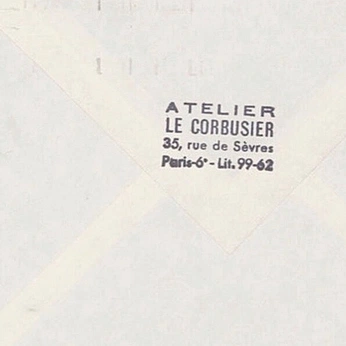 ATELIER
LE CORBUSIER
35, rue de Sèvres
Paris-6ᵉ - Lit. 99-62